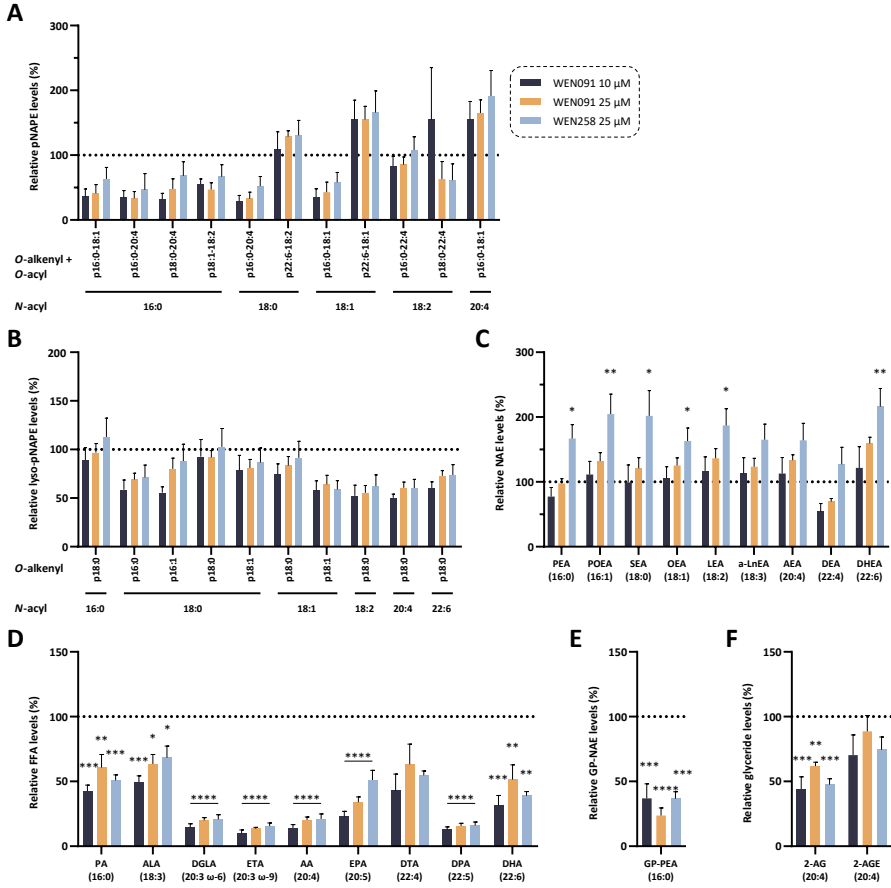 A
Relative pNAPE levels (%)
300
200
150
100
50
0
WEN091 10 µM
WEN091 25 µM
WEN258 25 µM
O-alkenyl +
O-acyl
p16:0-18:1
p16:0-20:4
p18:0-20:4
p18:1-18:2
p16:0-20:4
p22:6-18:2
p16:0-18:1
p22:6-18:1
p16:0-22:4
p18:0-22:4
p16:0-18:1
N-acyl
16:0
18:0
18:1
18:2
20:4
B
Relative lyso-pNAPE levels (%)
200
150
100
50
0
O-alkenyl
p18:0
p16:0
p16:1
p18:0
p18:1
p18:0
p18:1
p18:0
p18:0
p18:0
N-acyl
16:0
18:0
18:1
18:2
20:4
22:6
C
Relative NAE levels (%)
300
200
150
100
50
0
* ** * * * **
PEA POEA SEA OEA LEA a-LnEA AEA DEA DHEA
(16:0) (16:1) (18:0) (18:1) (18:2) (18:3) (20:4) (22:4) (22:6)
D
Relative FFA levels (%)
150
100
50
0
*** ** *** *** * * **** **** **** **** **** *** ** **
PA ALA DGLA ETA AA EPA DTA DPA DHA
(16:0) (18:3) (20:3 ω-6) (20:3 ω-9) (20:4) (20:5) (22:4) (22:5) (22:6)
E
Relative GP-NAE levels (%)
150
100
50
0
*** **** ***
GP-PEA
(16:0)
F
Relative glyceride levels (%)
150
100
50
0
*** ** ***
2-AG 2-AGE
(20:4) (20:4)